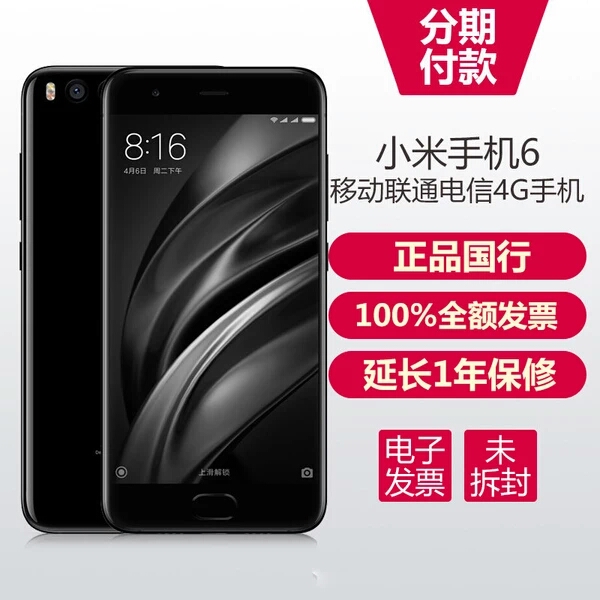 分期
付款
小米手机6
移动联通电信4G手机
正品国行
100%全额发票
延长1年保修
电子
发票
未
拆封
8:16
4月6日 周二下午
上滑解锁